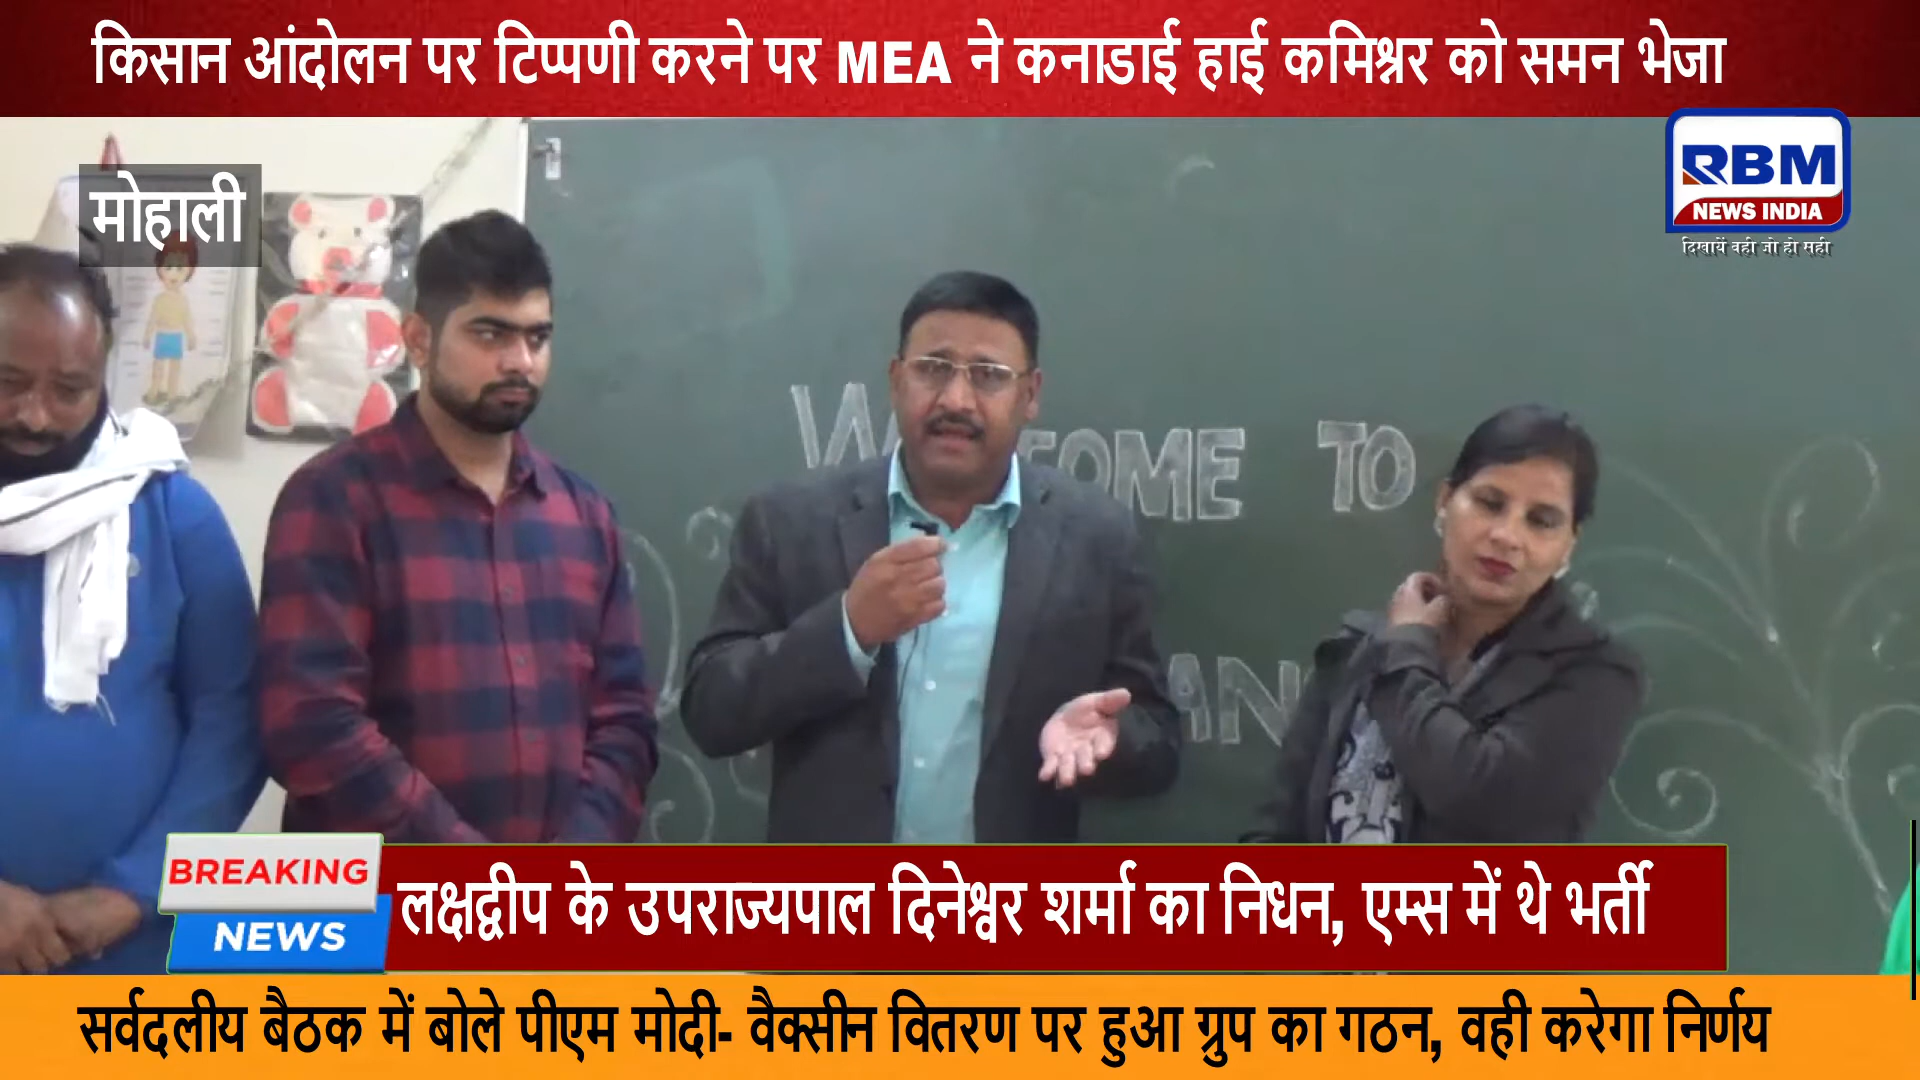 किसान आंदोलन पर टिप्पणी करने पर MEA ने कनाडाई हाई कमिश्नर को समन भेजा
मोहाली
RBM
NEWS INDIA
दिखायें वही जो हो सही
TO
BREAKING
NEWS
लक्षद्वीप के उपराज्यपाल दिनेश्वर शर्मा का निधन, एम्स में थे भर्ती
सर्वदलीय बैठक में बोले पीएम मोदी- वैक्सीन वितरण पर हुआ ग्रुप का गठन, वही करेगा निर्णय